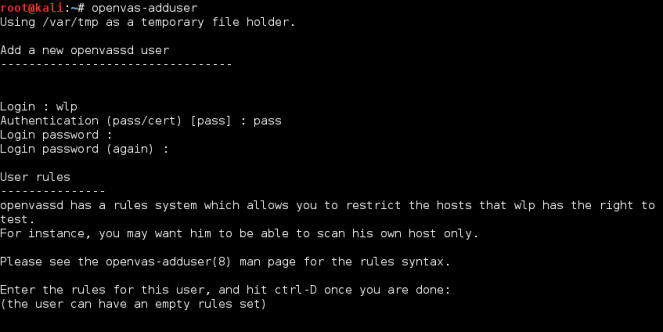 root@kali:~# openvas-adduser
Using /var/tmp as a temporary file holder.
Add a new openvassd user
---------------------------------
Login : wlp
Authentication (pass/cert) [pass] : pass
Login password :
Login password (again) :
User rules
---------------
openvassd has a rules system which allows you to restrict the hosts that wlp has the right to
test.
For instance, you may want him to be able to scan his own host only.
Please see the openvas-adduser(8) man page for the rules syntax.
Enter the rules for this user, and hit ctrl-D once you are done:
(the user can have an empty rules set)